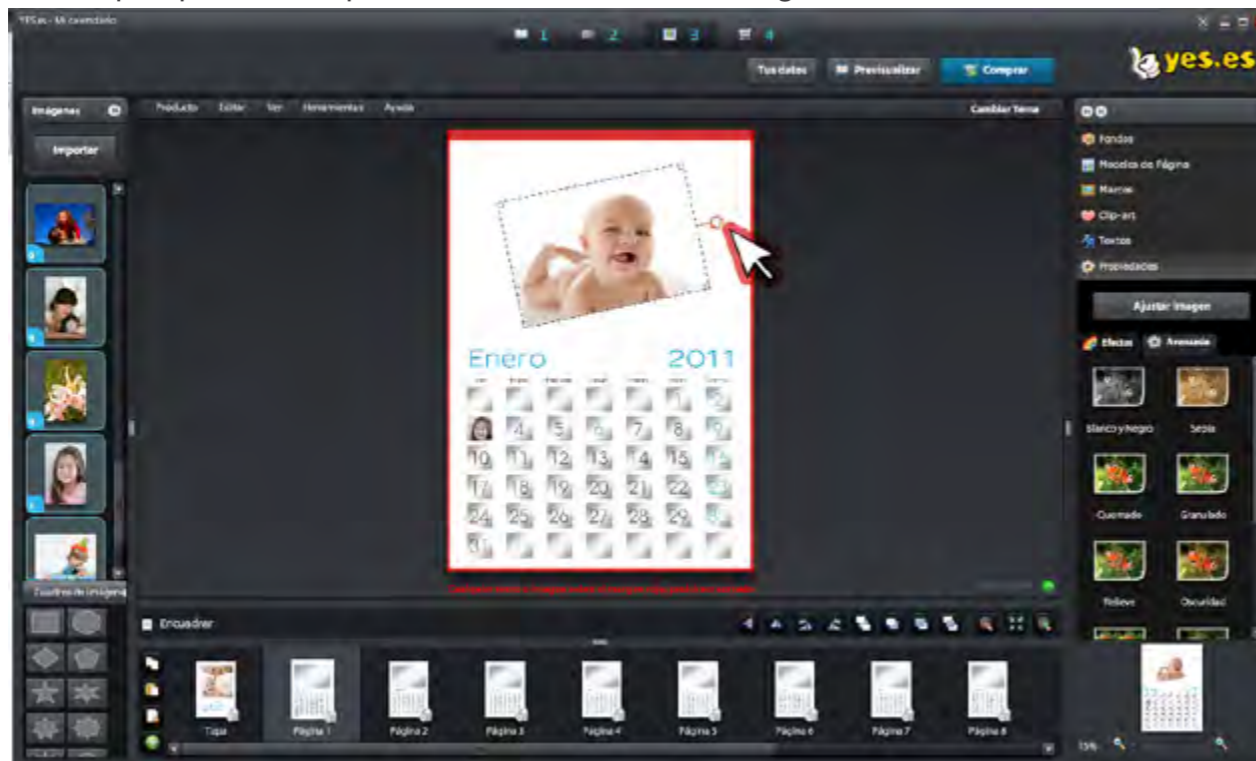 YES.es - Mi calendario
1 2 3 4
Tus datos Previsualizar Comprar
yes.es
Imágenes
Producto Editar Ver Herramientas Ayuda Cambiar Tema
Importar
Fondos
Modelos de Página
Marcos
Clip-art
Textos
Propiedades
Ajustar Imagen
Efectos Avanzado
Blanco y Negro Sepia
Quemado Granulado
Relieve Oscuridad
Enero 2011
1 2
4 5 6 7 8 9
10 11 12 13 14 15 16
17 18 19 20 21 22 23
24 25 26 27 28 29 30
31
Cuadros de imágenes
Encuadrar
Tapa Página 1 Página 2 Página 3 Página 4 Página 5 Página 6 Página 7 Página 8
15%